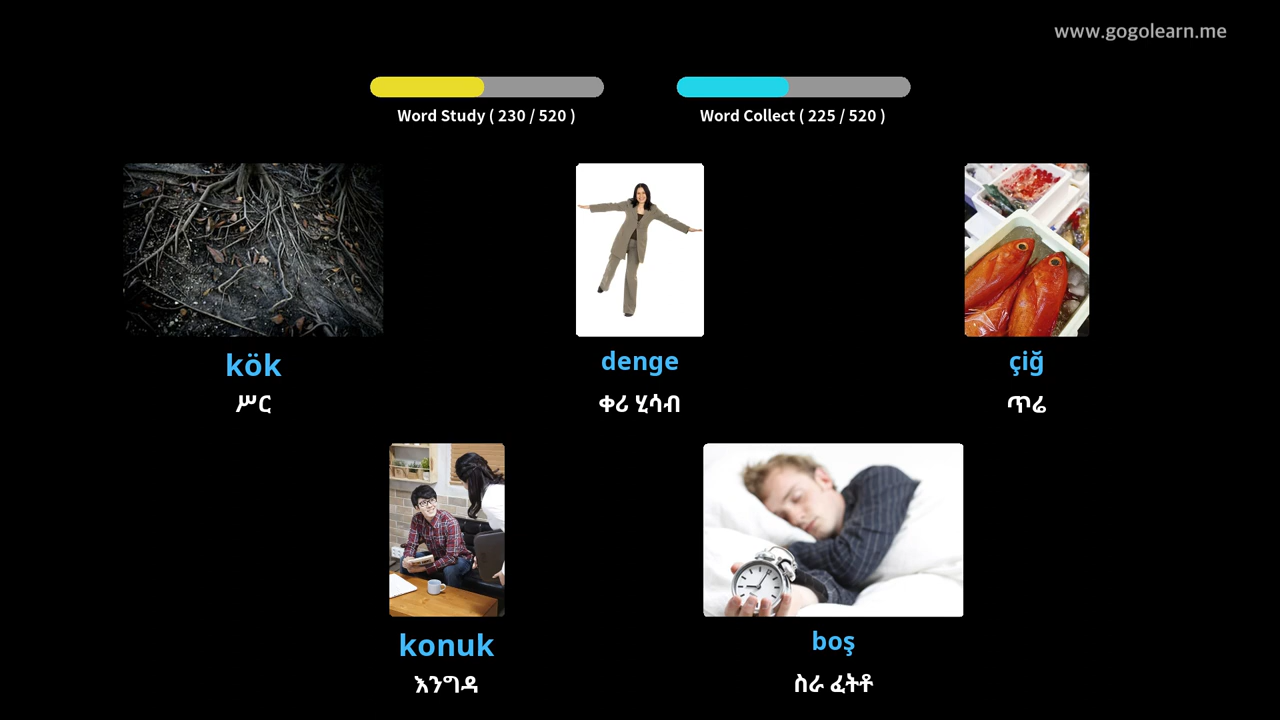 www.gogolearn.me
Word Study ( 230 / 520 )
Word Collect ( 225 / 520 )
kök
ሥር
denge
ቀሪ ሂሳብ
çiğ
ጥሬ
konuk
እንግዳ
boş
ስራ ፈትቶ